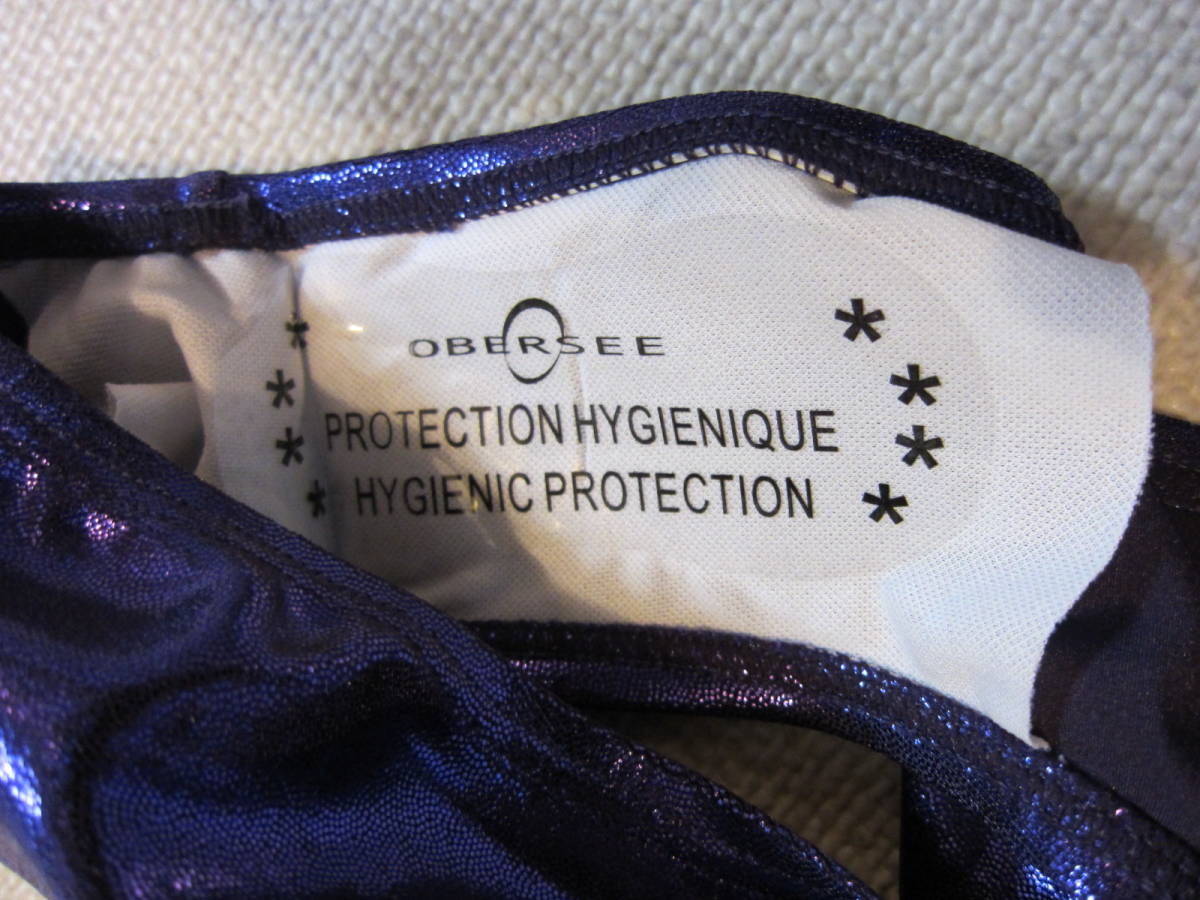 OBERSEE
PROTECTION HYGIENIQUE
HYGIENIC PROTECTION